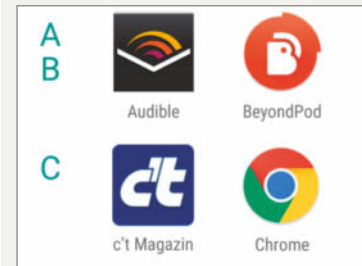 A
B
Audible
BeyondPod
C
c't
c't Magazin
Chrome